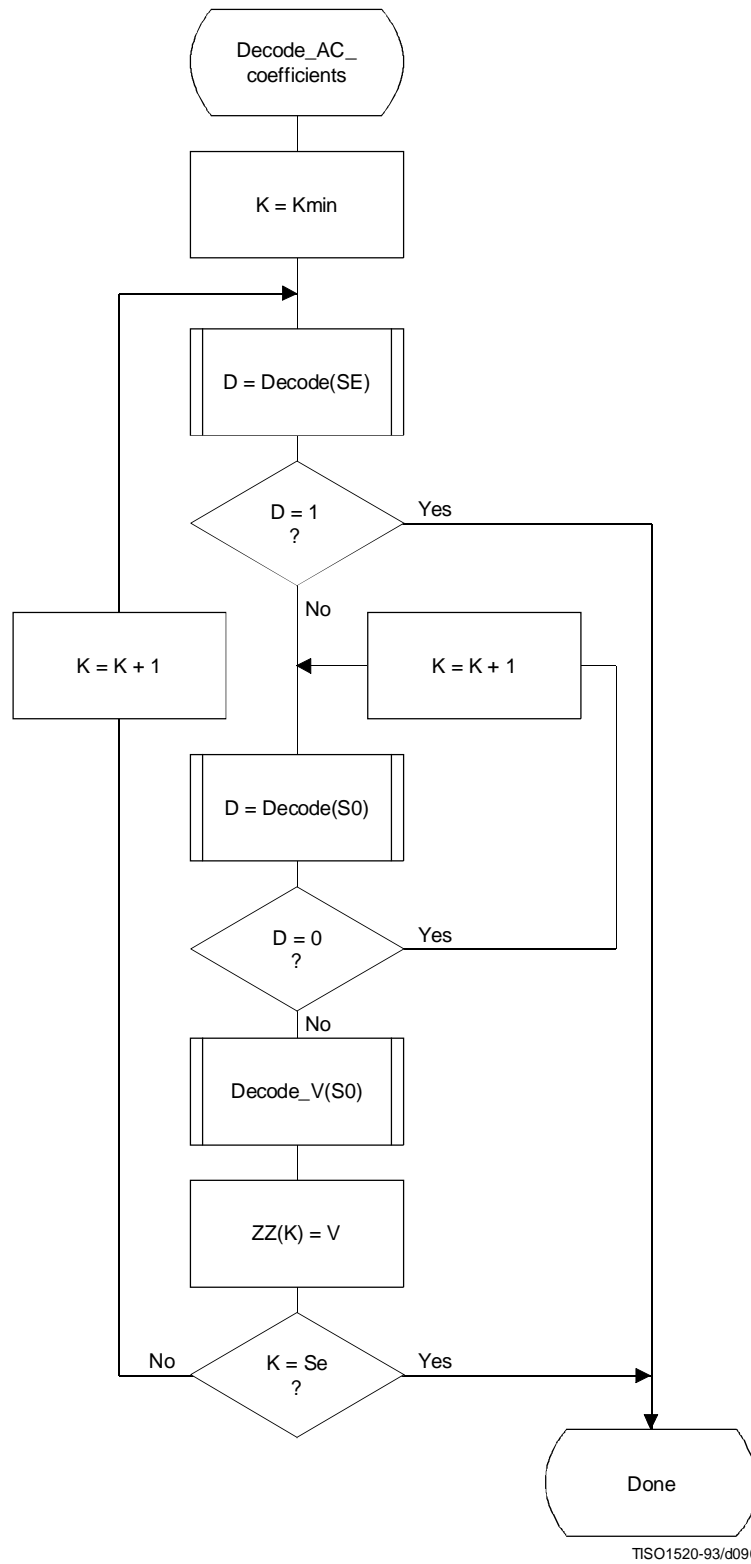 Decode_AC_
coefficients
K = Kmin
D = Decode(SE)
D = 1
?
Yes
No
K = K + 1
K = K + 1
D = Decode(S0)
D = 0
?
Yes
No
Decode_V(S0)
ZZ(K) = V
No
K = Se
?
Yes
Done